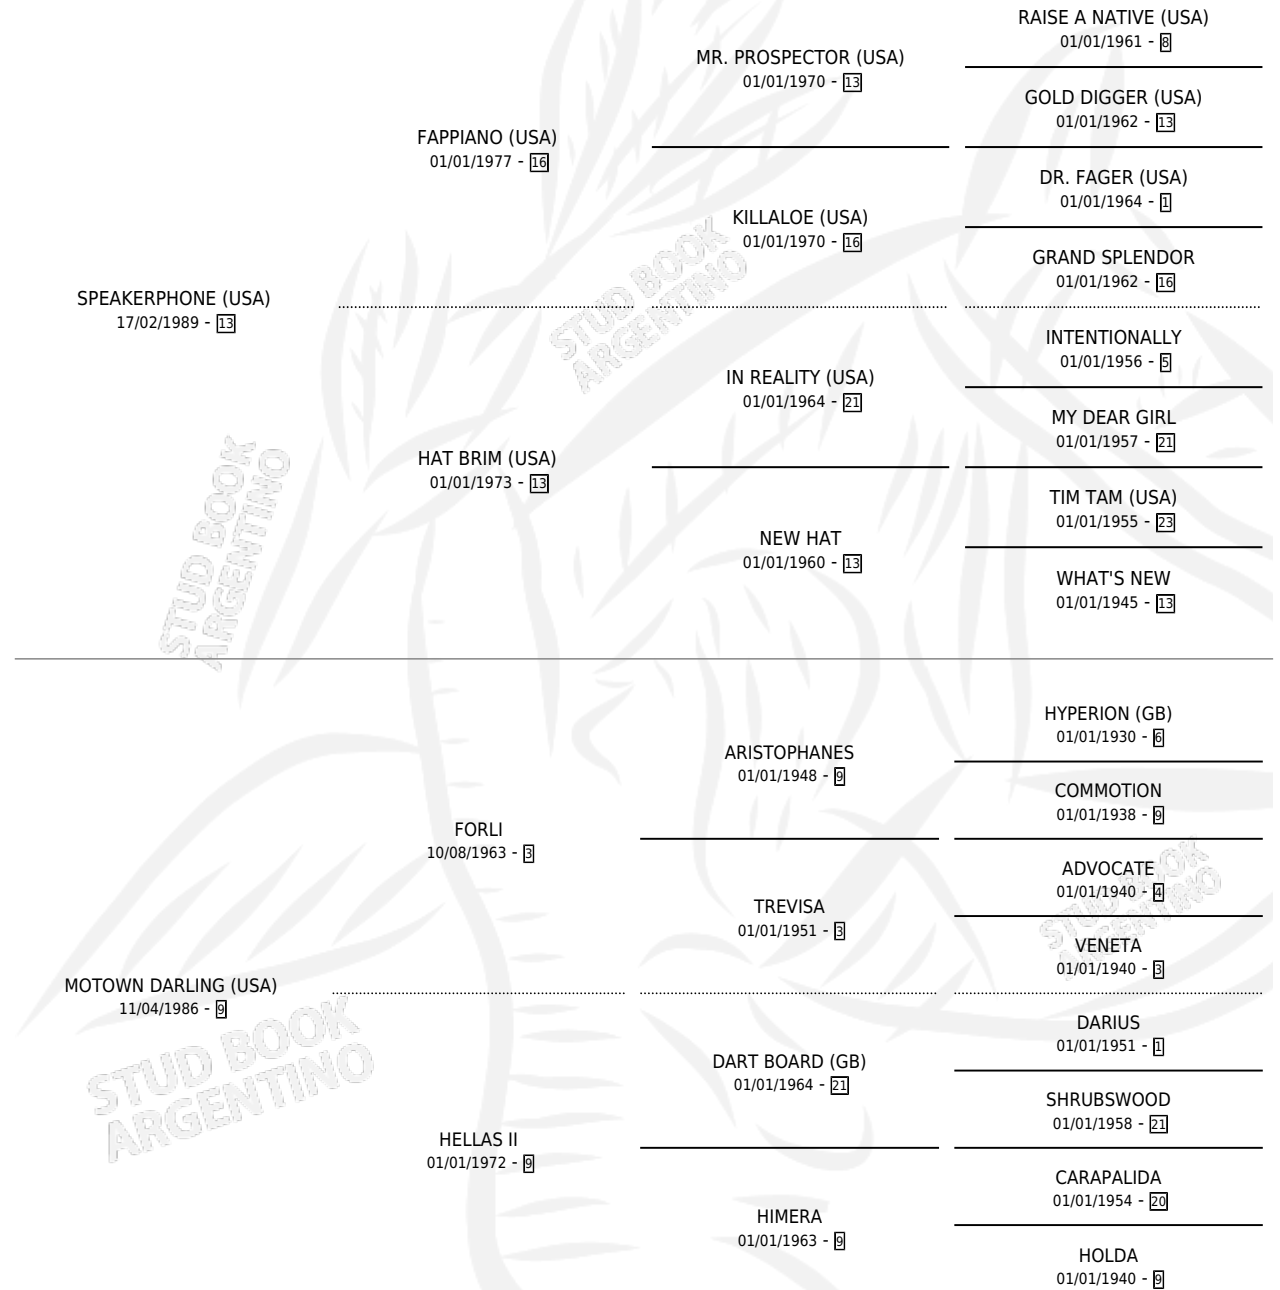 RAISE A NATIVE (USA)
01/01/1961 - 8
MR. PROSPECTOR (USA)
01/01/1970 - 13
GOLD DIGGER (USA)
01/01/1962 - 13
FAPPIANO (USA)
01/01/1977 - 16
DR. FAGER (USA)
01/01/1964 - 1
KILLALOE (USA)
01/01/1970 - 16
GRAND SPLENDOR
01/01/1962 - 16
SPEAKERPHONE (USA)
17/02/1989 - 13
INTENTIONALLY
01/01/1956 - 5
IN REALITY (USA)
01/01/1964 - 21
MY DEAR GIRL
01/01/1957 - 21
HAT BRIM (USA)
01/01/1973 - 13
TIM TAM (USA)
01/01/1955 - 23
NEW HAT
01/01/1960 - 13
WHAT'S NEW
01/01/1945 - 13
HYPERION (GB)
01/01/1930 - 6
ARISTOPHANES
01/01/1948 - 9
COMMOTION
01/01/1938 - 9
FORLI
10/08/1963 - 3
ADVOCATE
01/01/1940 - 4
TREVISA
01/01/1951 - 3
VENETA
01/01/1940 - 3
MOTOWN DARLING (USA)
11/04/1986 - 9
DARIUS
01/01/1951 - 1
DART BOARD (GB)
01/01/1964 - 21
SHRUBSWOOD
01/01/1958 - 21
HELLAS II
01/01/1972 - 9
CARAPALIDA
01/01/1954 - 20
HIMERA
01/01/1963 - 9
HOLDA
01/01/1940 - 9
STUD BOOK
ARGENTINO
STUD BOOK
ARGENTINO
STUD BOOK
ARGENTINO
STUD BOOK
ARGENTINO